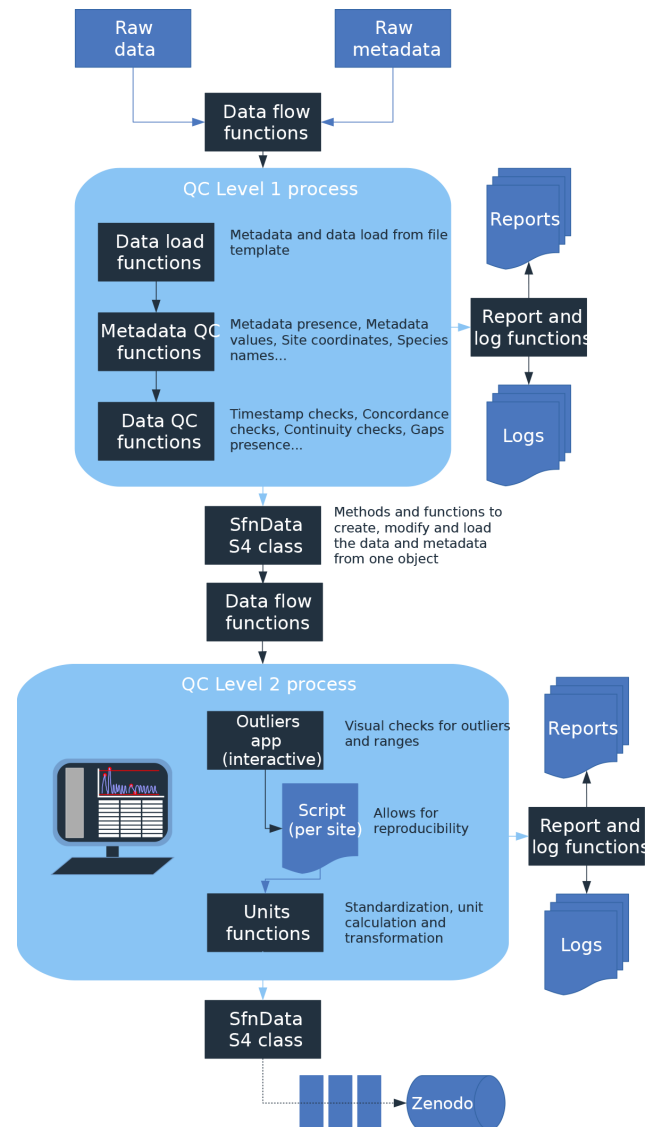 Raw
data
Raw
metadata
Data flow
functions
QC Level 1 process
Data load
functions
Metadata and data load from file
template
Metadata QC
functions
Metadata presence, Metadata
values, Site coordinates, Species
names...
Data QC
functions
Timestamp checks, Concordance
checks, Continuity checks, Gaps
presence...
Reports
Report and
log functions
Logs
SfnData
S4 class
Methods and functions to
create, modify and load
the data and metadata
from one object
Data flow
functions
QC Level 2 process
Outliers
app
(interactive)
Visual checks for outliers
and ranges
Script
(per site)
Allows for
reproducibility
Units
functions
Standardization, unit
calculation and
transformation
Reports
Report and
log functions
Logs
SfnData
S4 class
Zenodo